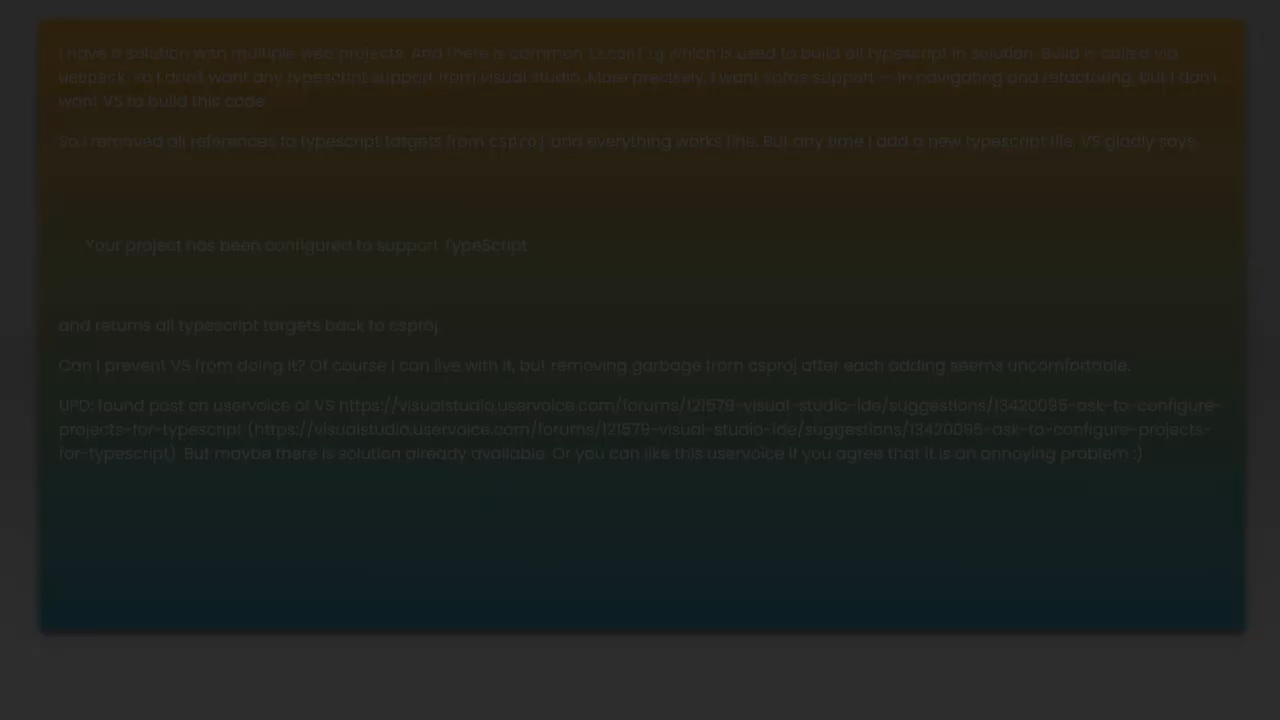 I have a solution with multiple web projects. And there is common tsconfig which is used to build all typescript in solution. Build is called via
webpack, so I don't want any typescript support from visual studio. More precisely, I want some support — in navigating and refactoring, but I don't
want VS to build this code.
So I removed all references to typescript targets from csproj and everything works fine. But any time I add a new typescript file, VS gladly says
Your project has been configured to support TypeScript
and returns all typescript targets back to csproj.
Can I prevent VS from doing it? Of course I can live with it, but removing garbage from csproj after each adding seems uncomfortable.
UPD: found post on uservoice of VS https://visualstudio.uservoice.com/forums/121579-visual-studio-ide/suggestions/13420095-ask-to-configure-
projects-for-typescript (https://visualstudio.uservoice.com/forums/121579-visual-studio-ide/suggestions/13420095-ask-to-configure-projects-
for-typescript). But maybe there is solution already available. Or you can like this uservoice if you agree that it is an annoying problem :)